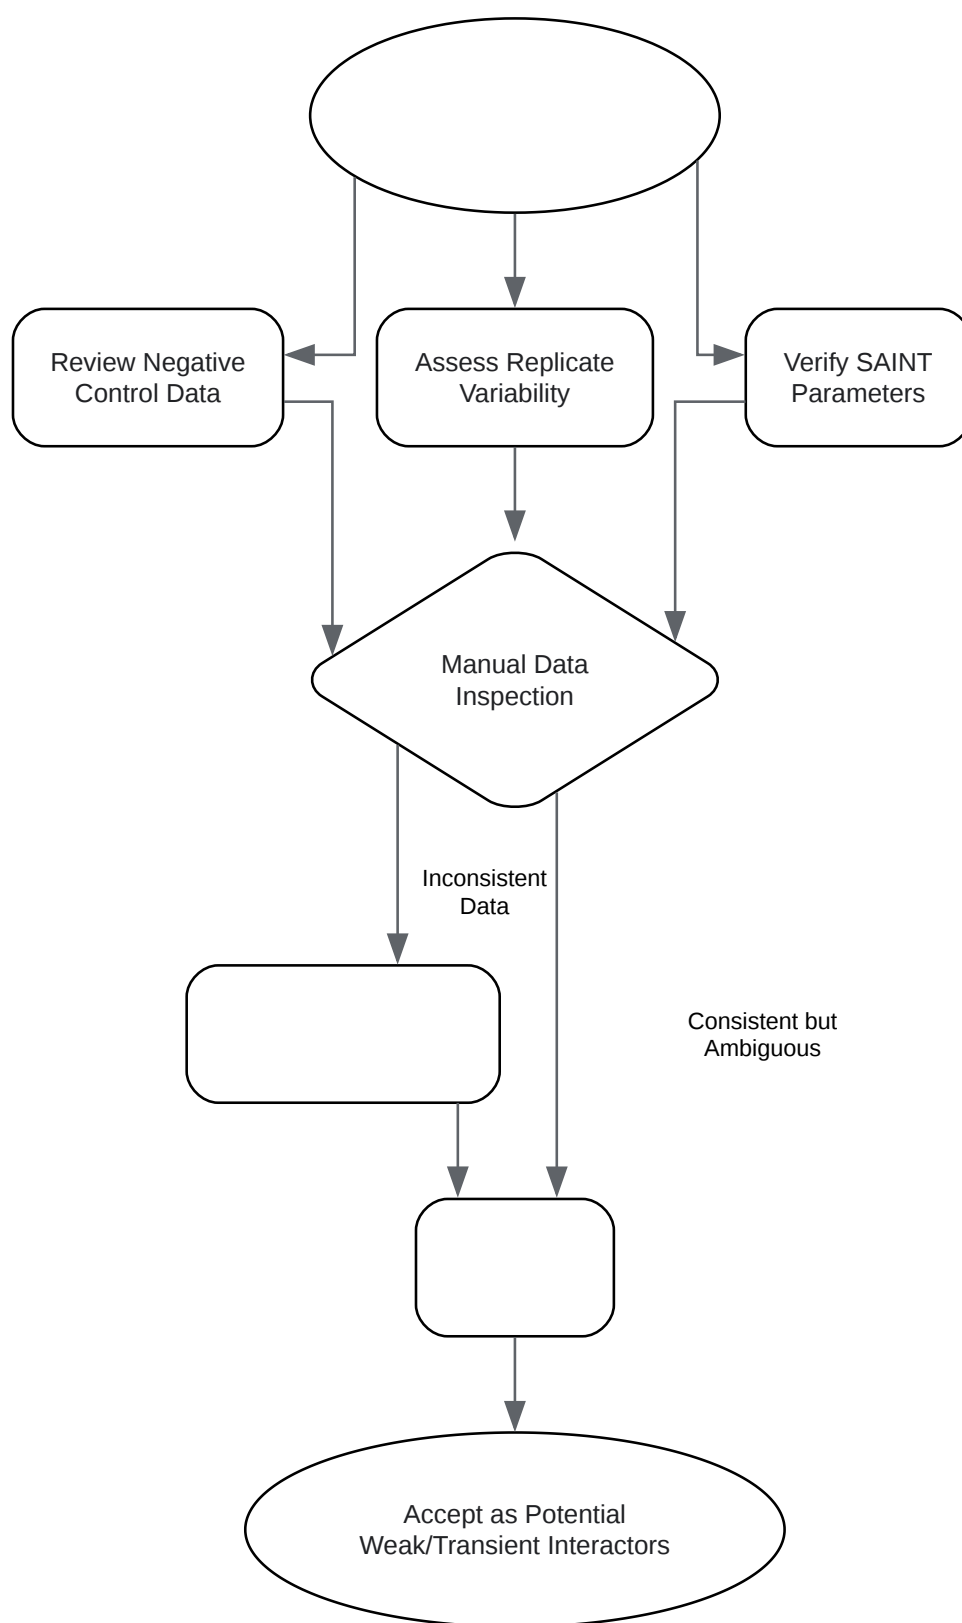 Review Negative
Control Data
Assess Replicate
Variability
Verify SAINT
Parameters
Manual Data
Inspection
Inconsistent
Data
Consistent but
Ambiguous
Accept as Potential
Weak/Transient Interactors